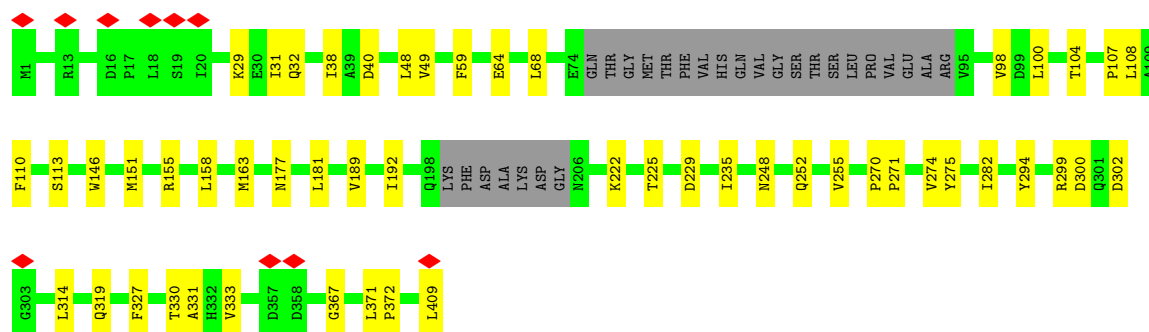 M1 R13 D16 P17 L18 S19 I20 K29 E30 I31 Q32 I38 A39 D40 L48 V49 F59 E64 L68 E74 GLN THR GLY MET THR PHE VAL HIS GLN VAL GLY SER THR SER LEU PRO VAL GLU ALA ARG V95 V98 D99 L100 T104 P107 L108 A109
F110 S113 W146 M151 R155 L158 M163 N177 L181 V189 I192 Q198 LYS PHE ASP ALA LYS ASP GLY N206 K222 T225 D229 I235 N248 Q252 V255 P270 P271 V274 Y275 I282 Y294 R299 D300 Q301 D302
G303 L314 Q319 F327 T330 A331 H332 V333 D357 D358 G367 L371 P372 L409